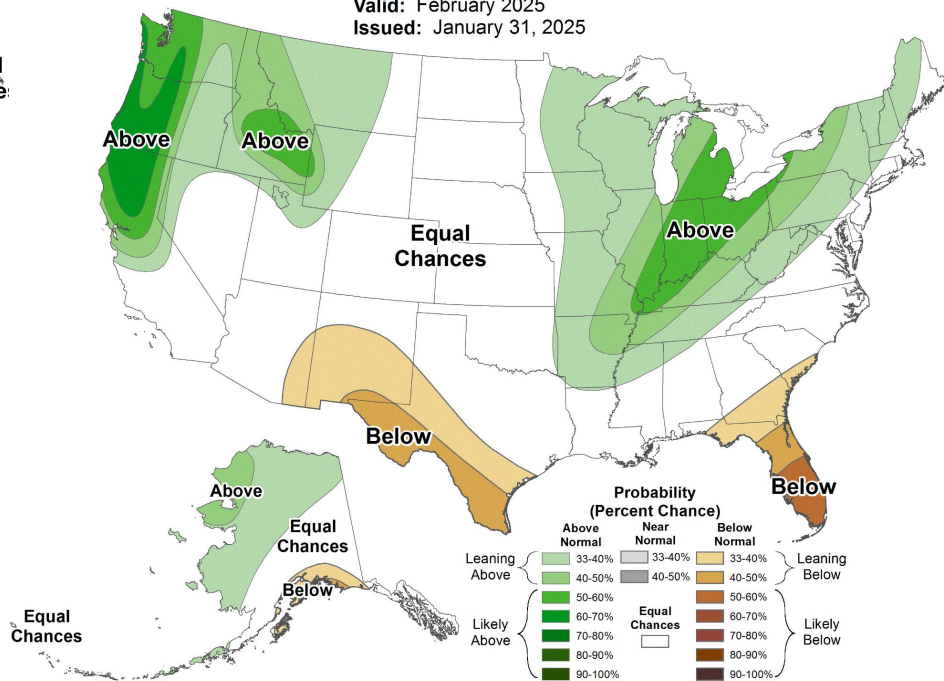 Valid: February 2025
Issued: January 31, 2025
Above
Above
Equal
Chances
Above
Below
Below
Above
Equal
Chances
Below
Equal
Chances
Probability
(Percent Chance)
Above
Normal
Near
Normal
Below
Normal
Leaning
Above
33-40%
40-50%
33-40%
40-50%
33-40%
40-50%
Leaning
Below
Likely
Above
50-60%
60-70%
70-80%
80-90%
90-100%
Equal
Chances
50-60%
60-70%
70-80%
80-90%
90-100%
Likely
Below